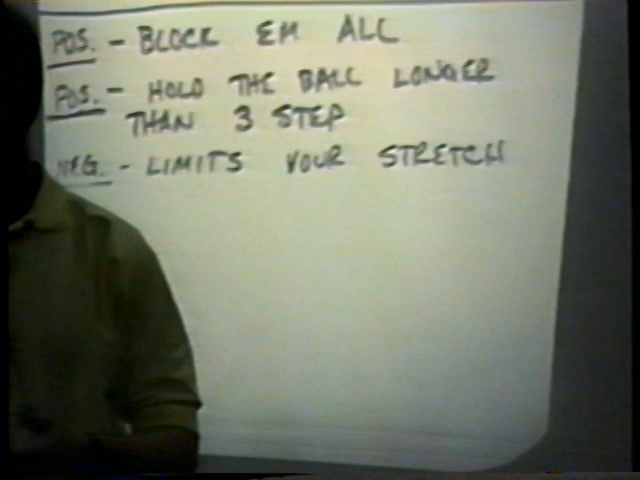 POS. - BLOCK EM ALL
POS. - HOLD THE BALL LONGER
THAN 3 STEP
NEG. - LIMITS YOUR STRETCH